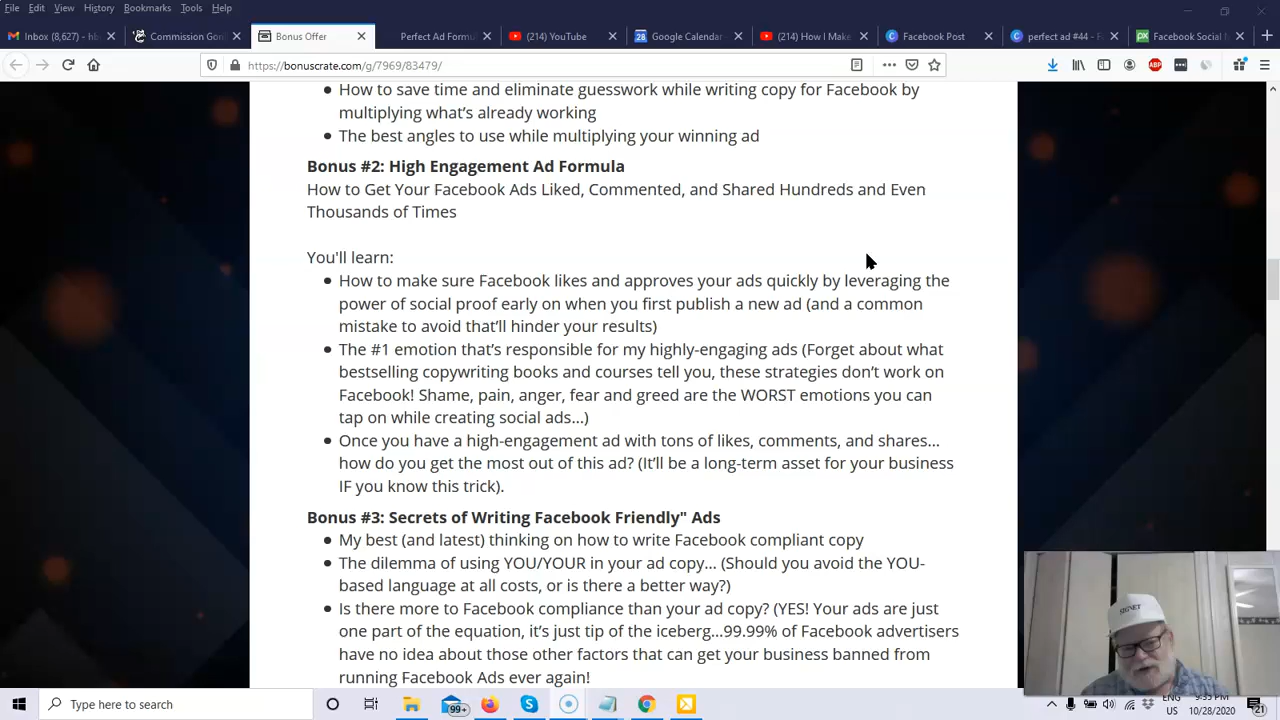 File Edit View History Bookmarks Tools Help
Inbox (8,627) - hb Commission Goril Bonus Offer Perfect Ad Formul (214) YouTube Google Calendar (214) How I Make Facebook Post perfect ad #44 - Fa Facebook Social
https://bonuscrate.com/g/7969/83479/
How to save time and eliminate guesswork while writing copy for Facebook by
multiplying what's already working
The best angles to use while multiplying your winning ad
Bonus #2: High Engagement Ad Formula
How to Get Your Facebook Ads Liked, Commented, and Shared Hundreds and Even
Thousands of Times
You'll learn:
How to make sure Facebook likes and approves your ads quickly by leveraging the
power of social proof early on when you first publish a new ad (and a common
mistake to avoid that'll hinder your results)
The #1 emotion that's responsible for my highly-engaging ads (Forget about what
bestselling copywriting books and courses tell you, these strategies don't work on
Facebook! Shame, pain, anger, fear and greed are the WORST emotions you can
tap on while creating social ads...)
Once you have a high-engagement ad with tons of likes, comments, and shares...
how do you get the most out of this ad? (It'll be a long-term asset for your business
IF you know this trick).
Bonus #3: Secrets of Writing Facebook Friendly" Ads
My best (and latest) thinking on how to write Facebook compliant copy
The dilemma of using YOU/YOUR in your ad copy... (Should you avoid the YOU-
based language at all costs, or is there a better way?)
Is there more to Facebook compliance than your ad copy? (YES! Your ads are just
one part of the equation, it's just tip of the iceberg...99.99% of Facebook advertisers
have no idea about those other factors that can get your business banned from
running Facebook Ads ever again!
Type here to search
99+
ENG
US
10/28/2020
21